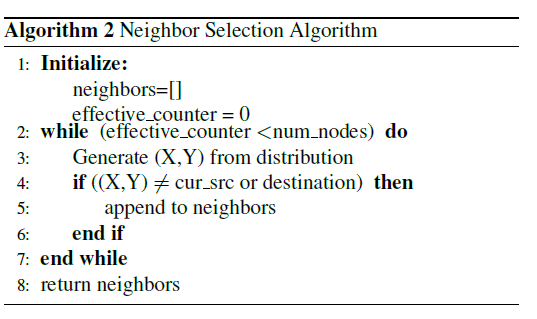 Algorithm 2 Neighbor Selection Algorithm
1: Initialize:
neighbors=[]
effective_counter = 0
2: while (effective_counter <num_nodes) do
3: Generate (X,Y) from distribution
4: if ((X,Y) ≠ cur_src or destination) then
5: append to neighbors
6: end if
7: end while
8: return neighbors